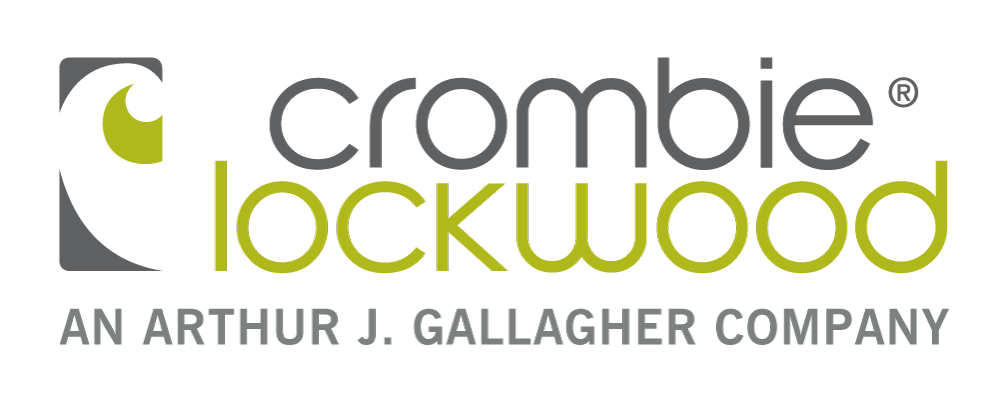 crombie®
lockwood
AN ARTHUR J. GALLAGHER COMPANY